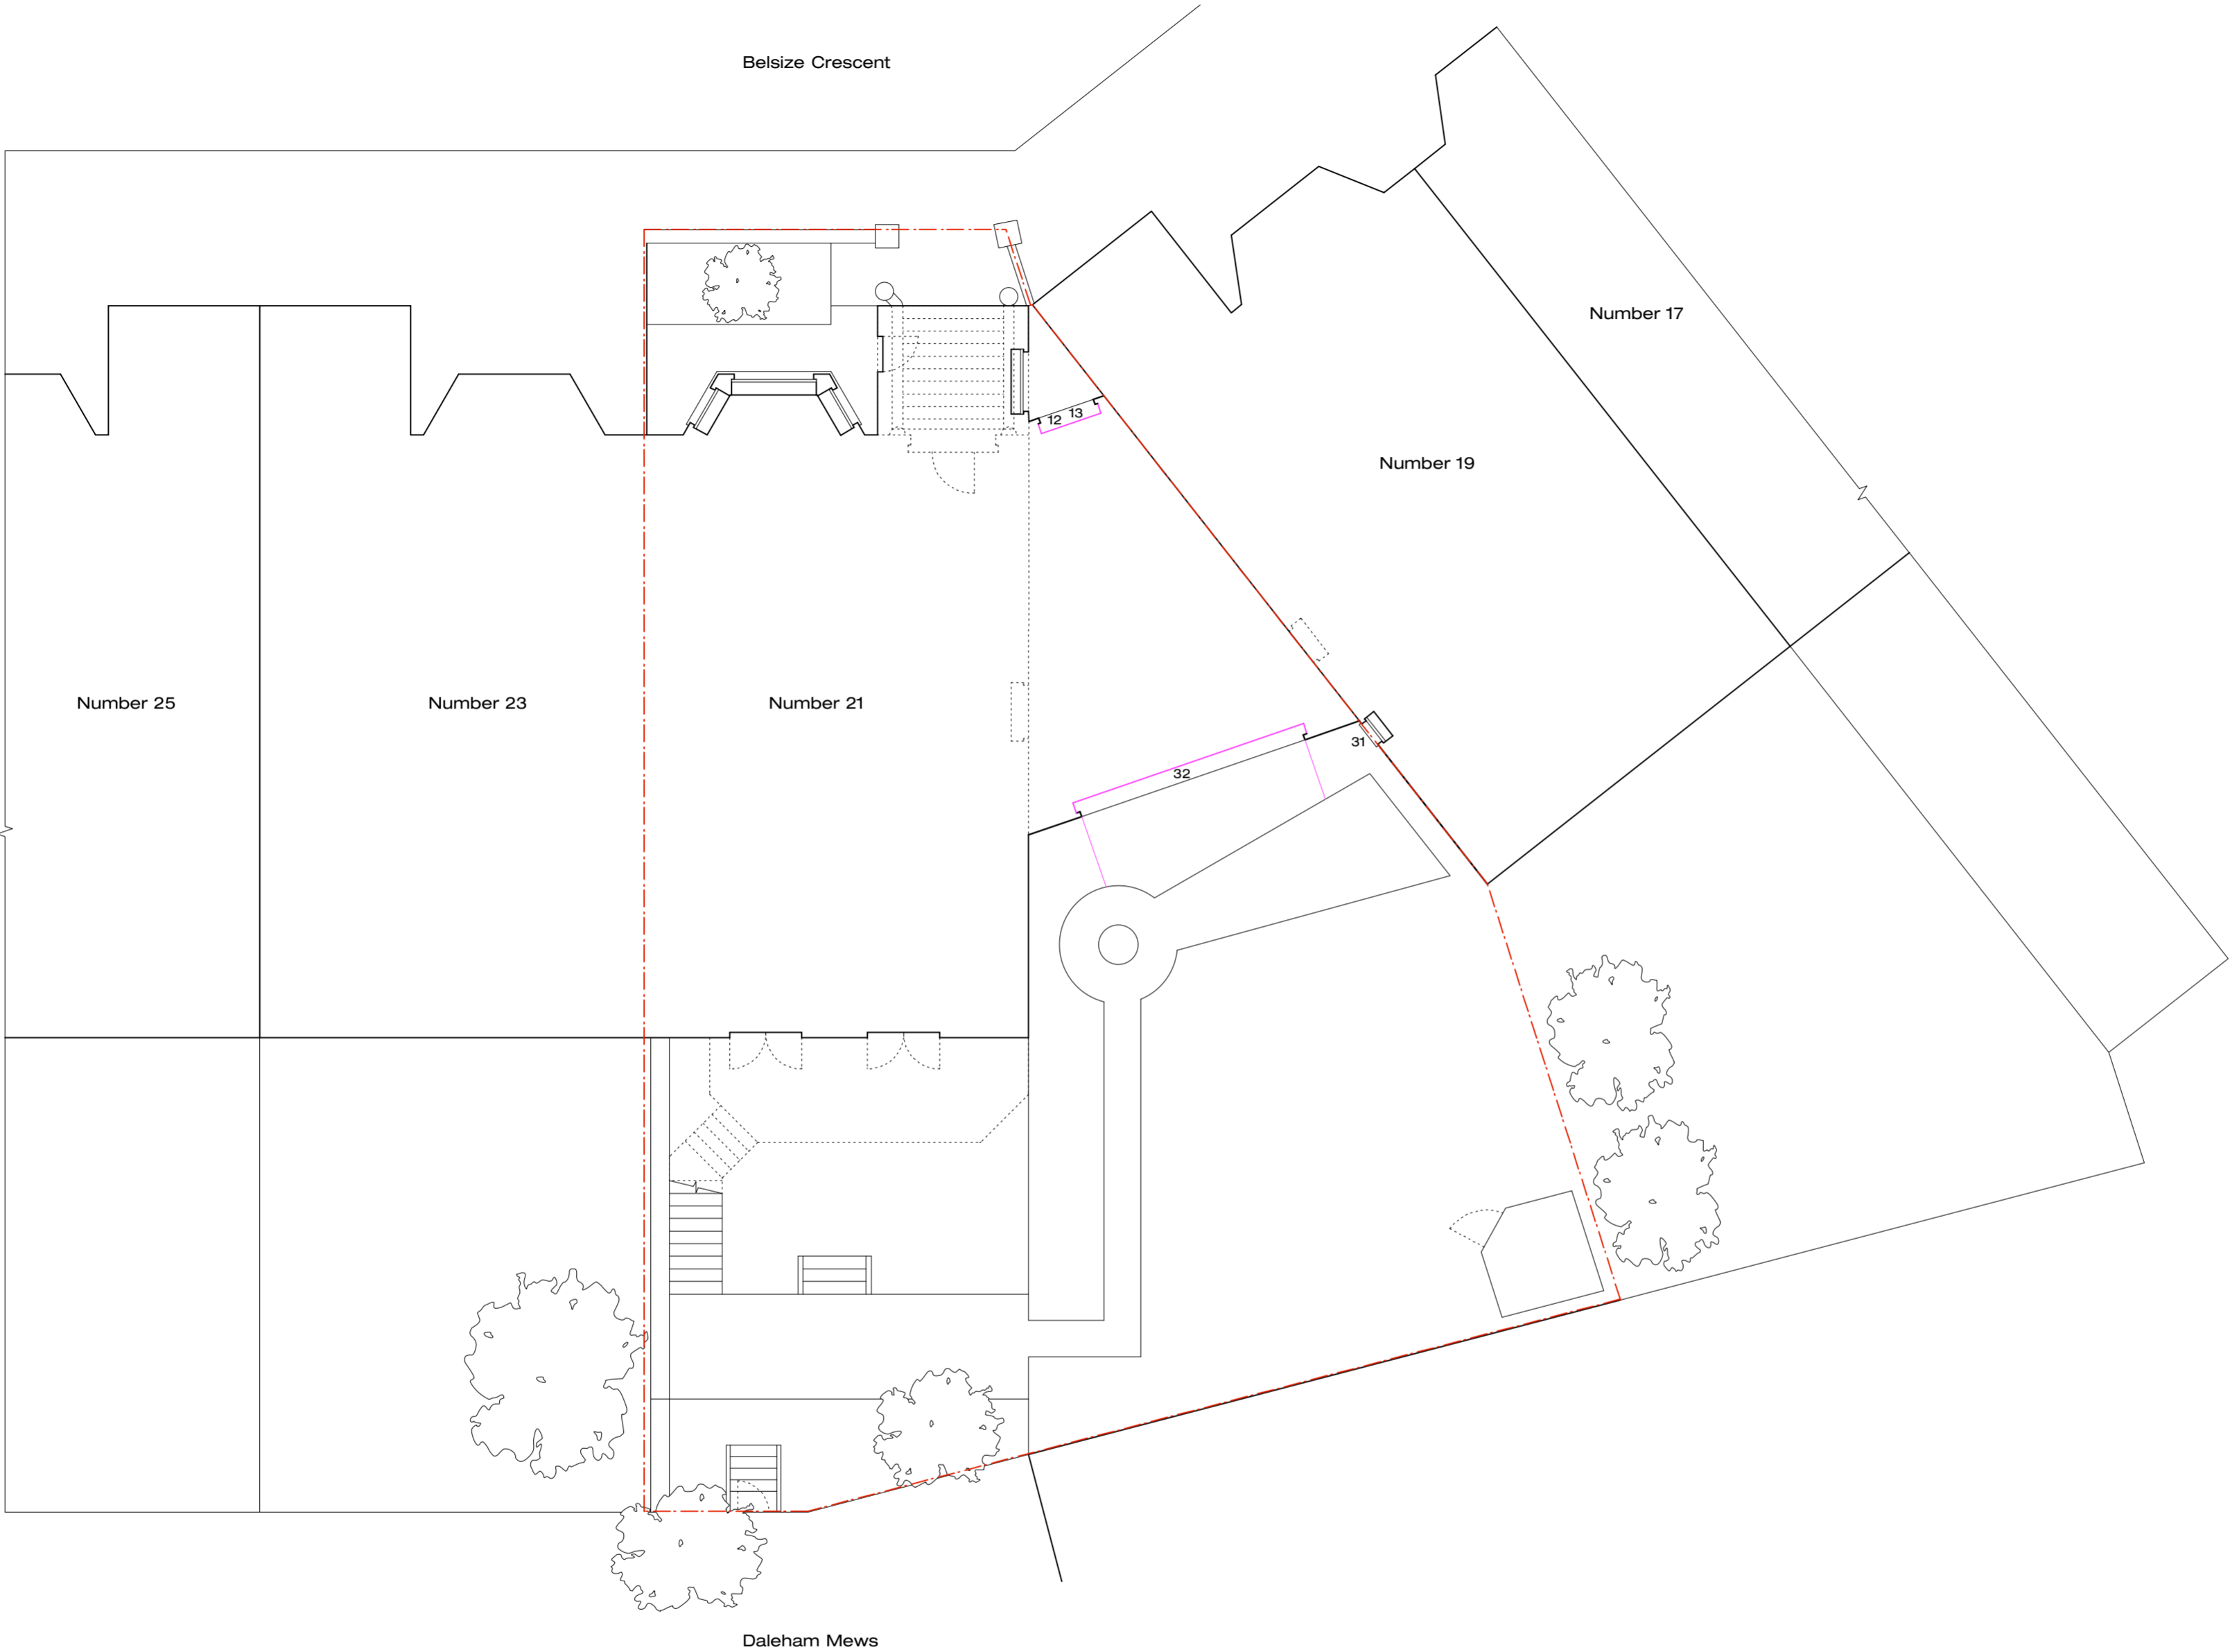 Belsize Crescent
Number 17
12
13
Number 19
Number 25
Number 23
Number 21
31
32
Daleham Mews